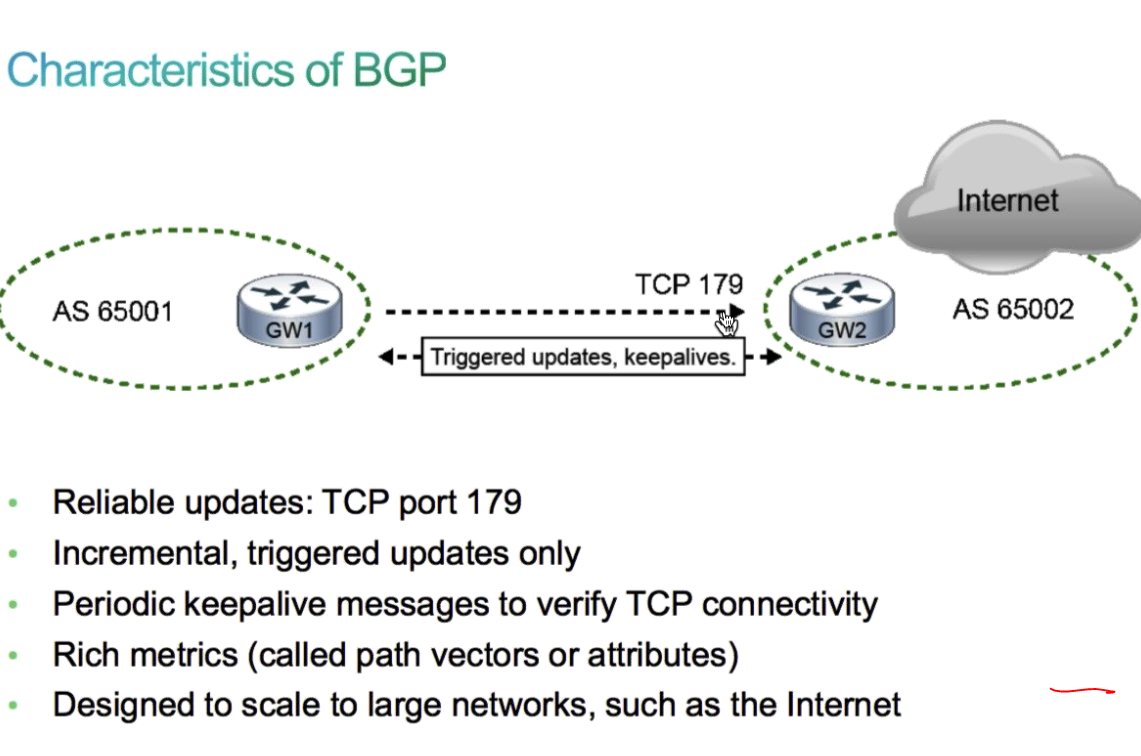 Characteristics of BGP
Internet
TCP 179
AS 65001
GW1
GW2
AS 65002
Triggered updates, keepalives.
• Reliable updates: TCP port 179
• Incremental, triggered updates only
• Periodic keepalive messages to verify TCP connectivity
• Rich metrics (called path vectors or attributes)
• Designed to scale to large networks, such as the Internet